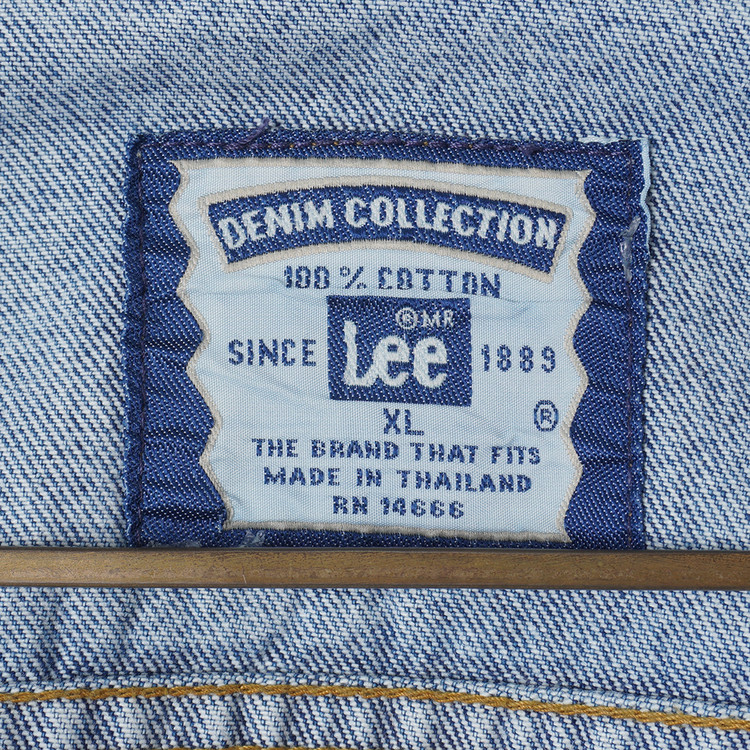 DENIM COLLECTION
100% COTTON
® MR
SINCE Lee 1889
XL ®
THE BRAND THAT FITS
MADE IN THAILAND
RN 14666